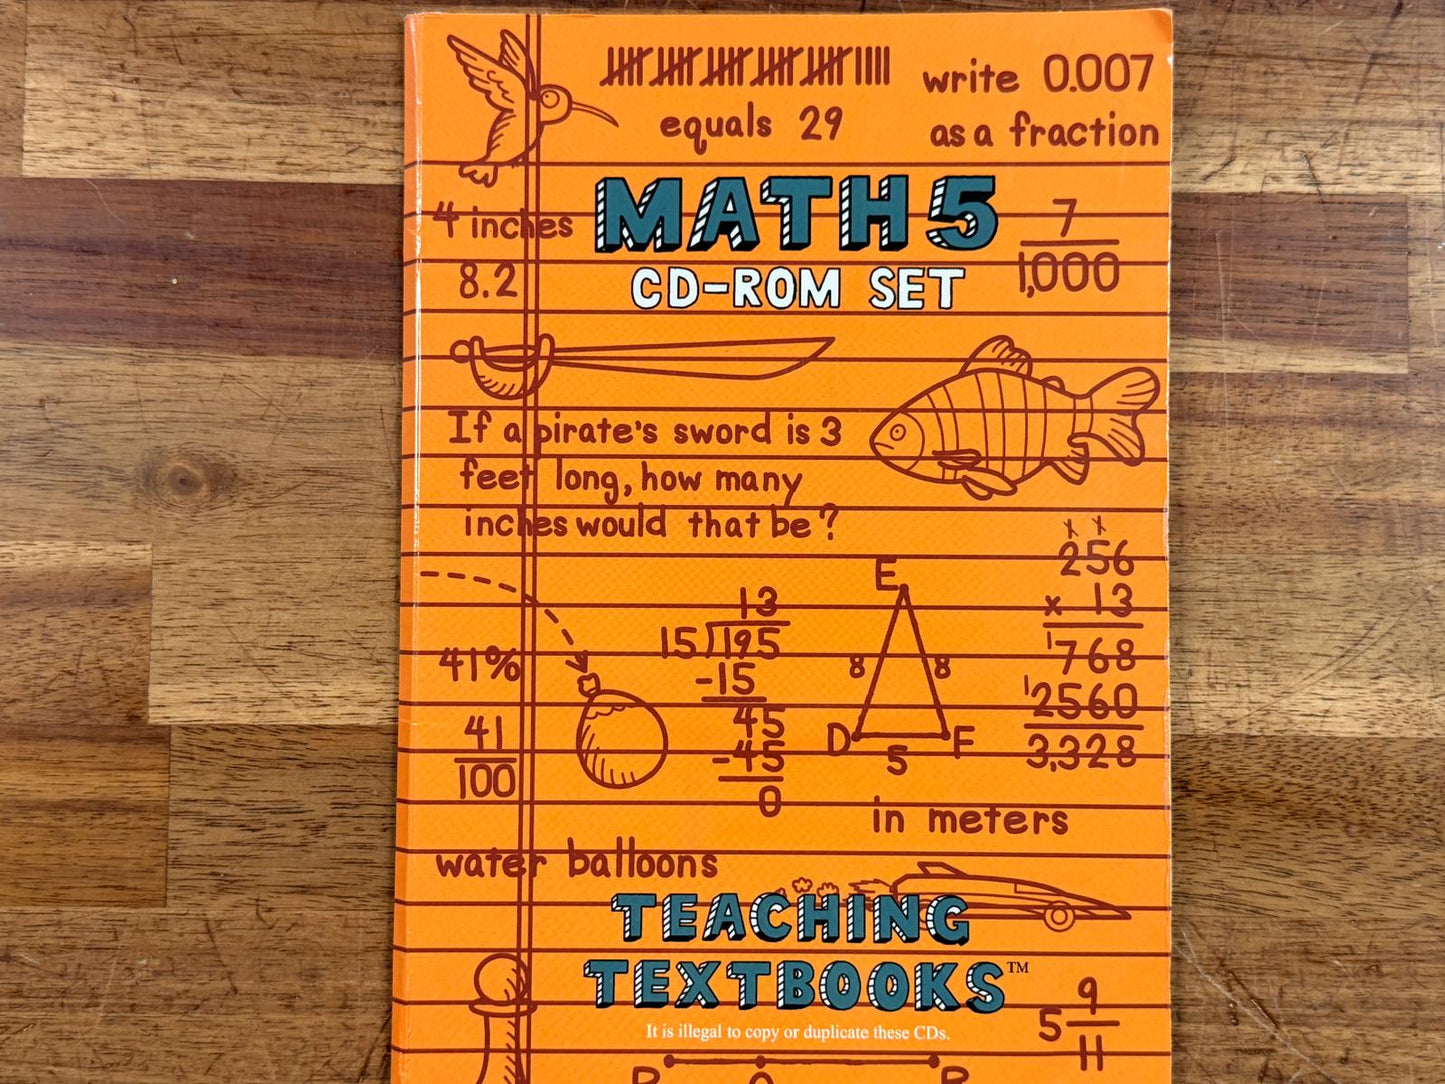 equals 29
write 0.007
as a fraction
MATH 5
CD-ROM SET
4 inches
8.2
7
1,000
If a pirate's sword is 3
feet long, how many
inches would that be?
256
x 13
1768
12560
3,328
13
15)195
-15
45
-45
0
E
8 8
D F
5
41%
41
100
in meters
water balloons
TEACHING
TEXTBOOKS™
It is illegal to copy or duplicate these CDs.
5 9
11